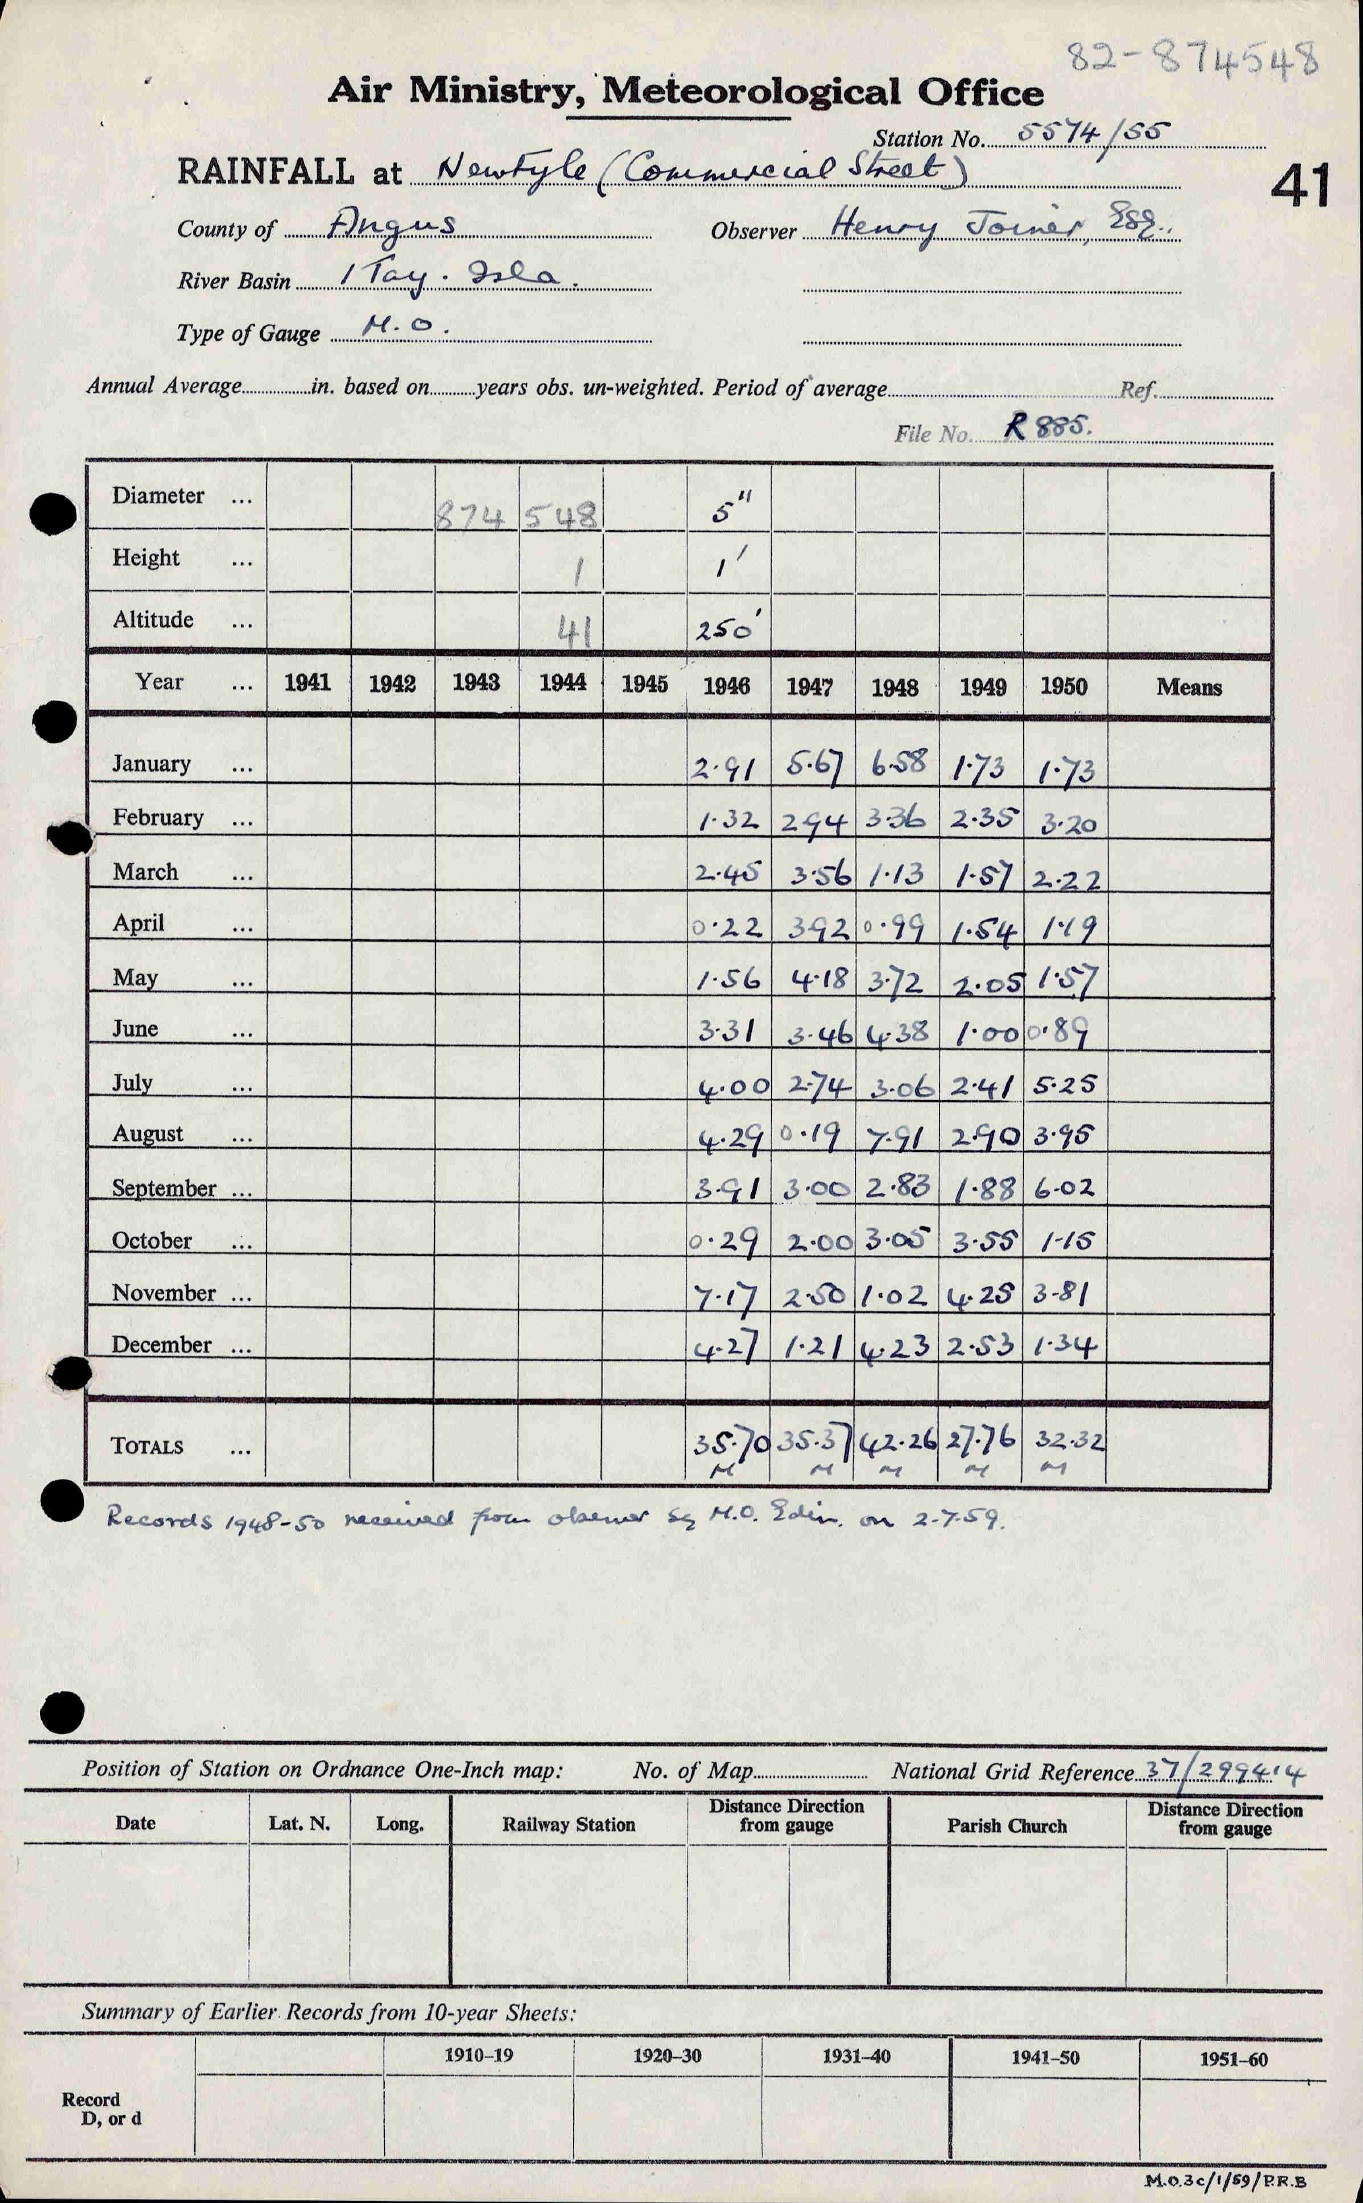 82-874548
Air Ministry, Meteorological Office
Station No. 5574/55
RAINFALL at Newtyle (Commercial Street)
41
County of Angus Observer Henry Joiner, Esq.
River Basin 1 Tay. Isla.
Type of Gauge M.O.
Annual Average in. based on years obs. un-weighted. Period of average Ref.
File No. R 885.
Diameter ... 874 548 5"
Height ... 1 1'
Altitude ... 41 250'
Year ... 1941 1942 1943 1944 1945 1946 1947 1948 1949 1950 Means
January ... 2.91 5.67 6.58 1.73 1.73
February ... 1.32 2.94 3.36 2.35 3.20
March ... 2.45 3.56 1.13 1.57 2.22
April ... 0.22 3.92 0.99 1.54 1.19
May ... 1.56 4.18 3.72 2.05 1.57
June ... 3.31 3.46 4.38 1.00 0.89
July ... 4.00 2.74 3.06 2.41 5.25
August ... 4.29 0.19 7.91 2.90 3.95
September ... 3.91 3.00 2.83 1.88 6.02
October ... 0.29 2.00 3.05 3.55 1.15
November ... 7.17 2.50 1.02 4.25 3.81
December ... 4.27 1.21 4.23 2.53 1.34
TOTALS ... 35.70 35.37 42.26 27.76 32.32
M M M M M
Records 1948-50 received from observer by M.O. Edin. on 2.7.59.
Position of Station on Ordnance One-Inch map: No. of Map National Grid Reference 37/299414
Date Lat. N. Long. Railway Station Distance Direction from gauge Parish Church Distance Direction from gauge
Summary of Earlier Records from 10-year Sheets:
1910–19 1920–30 1931–40 1941–50 1951–60
Record
D, or d
M.O.3c/1/59/P.R.B